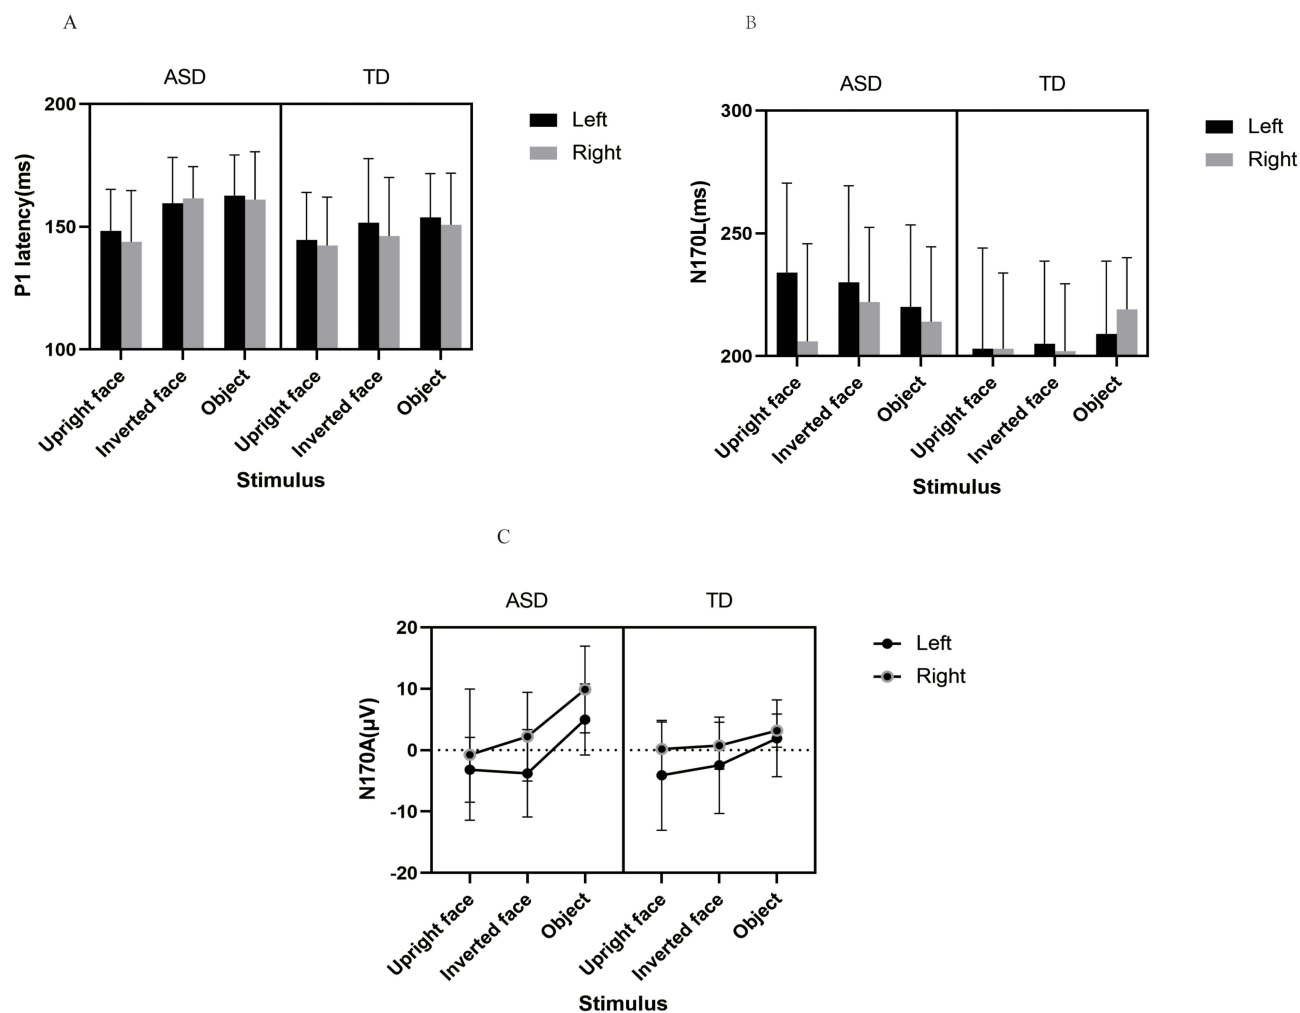 A
ASD TD
200
150
100
P1 latency(ms)
Left
Right
Upright face
Inverted face
Object
Upright face
Inverted face
Object
Stimulus
B
ASD TD
300
250
200
N170L(ms)
Left
Right
Upright face
Inverted face
Object
Upright face
Inverted face
Object
Stimulus
C
ASD TD
20
10
0
-10
-20
N170A(μV)
Left
Right
Upright face
Inverted face
Object
Upright face
Inverted face
Object
Stimulus